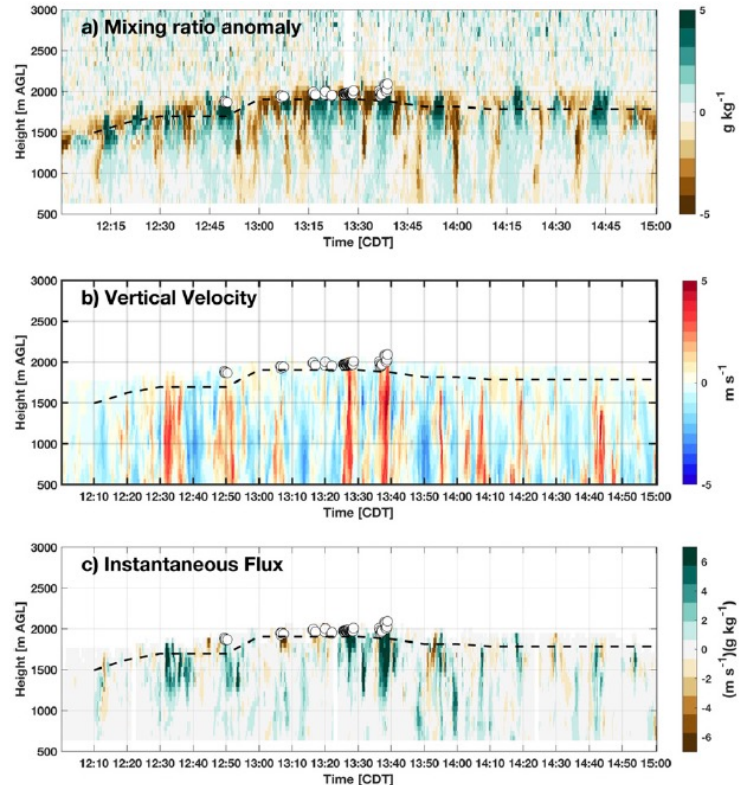 a) Mixing ratio anomaly
3000
2500
2000
1500
1000
500
Height [m AGL]
12:15 12:30 12:45 13:00 13:15 13:30 13:45 14:00 14:15 14:30 14:45 15:00
Time [CDT]
5
0
-5
g kg⁻¹
b) Vertical Velocity
3000
2500
2000
1500
1000
500
Height [m AGL]
12:10 12:20 12:30 12:40 12:50 13:00 13:10 13:20 13:30 13:40 13:50 14:00 14:10 14:20 14:30 14:40 14:50 15:00
Time [CDT]
5
0
-5
m s⁻¹
c) Instantaneous Flux
3000
2500
2000
1500
1000
500
Height [m AGL]
12:10 12:20 12:30 12:40 12:50 13:00 13:10 13:20 13:30 13:40 13:50 14:00 14:10 14:20 14:30 14:40 14:50 15:00
Time [CDT]
6
4
2
0
-2
-4
-6
(m s⁻¹)(g kg⁻¹)